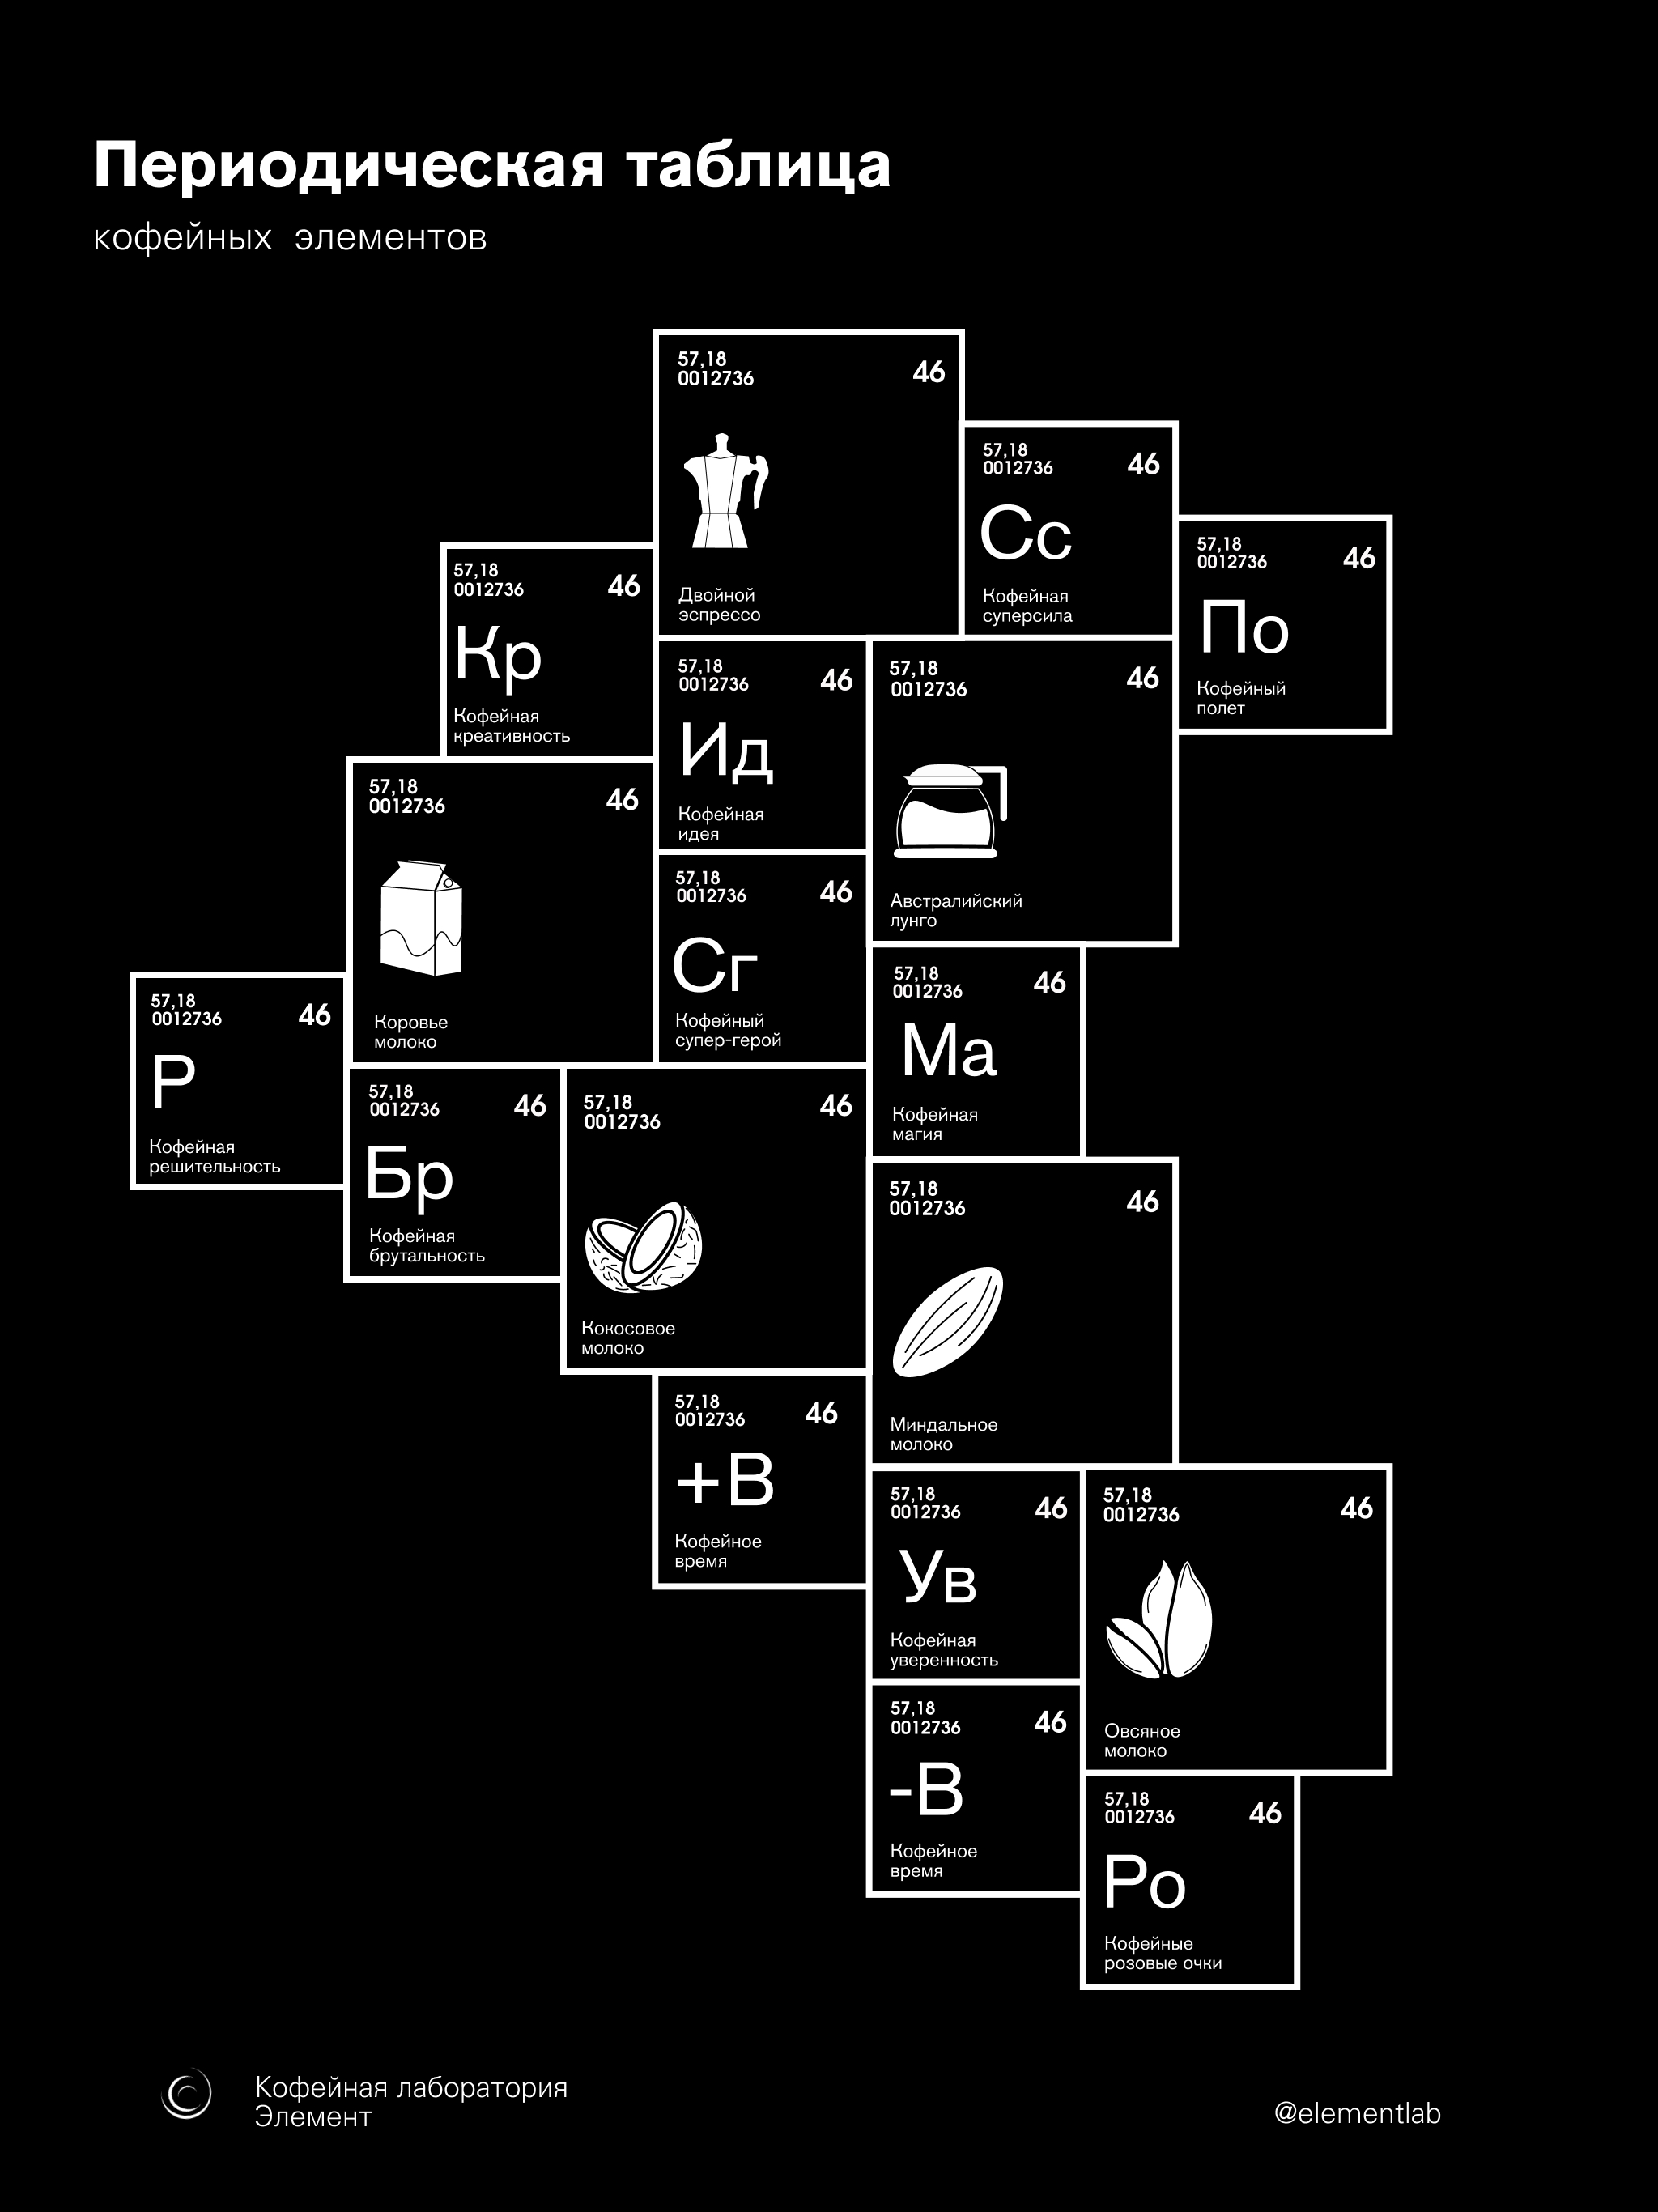 Периодическая таблица
кофейных элементов
57,18
0012736
46
Двойной
эспрессо
57,18
0012736
46
Сс
Кофейная
суперсила
57,18
0012736
46
По
Кофейный
полет
57,18
0012736
46
Кр
Кофейная
креативность
57,18
0012736
46
Ид
Кофейная
идея
57,18
0012736
46
Австралийский
лунго
57,18
0012736
46
Коровье
молоко
57,18
0012736
46
Сг
Кофейный
супер-герой
57,18
0012736
46
Ма
Кофейная
магия
57,18
0012736
46
Р
Кофейная
решительность
57,18
0012736
46
Бр
Кофейная
брутальность
57,18
0012736
46
Кокосовое
молоко
57,18
0012736
46
Миндальное
молоко
57,18
0012736
46
+В
Кофейное
время
57,18
0012736
46
Ув
Кофейная
уверенность
57,18
0012736
46
Овсяное
молоко
57,18
0012736
46
-В
Кофейное
время
57,18
0012736
46
Ро
Кофейные
розовые очки
Кофейная лаборатория
Элемент
@elementlab